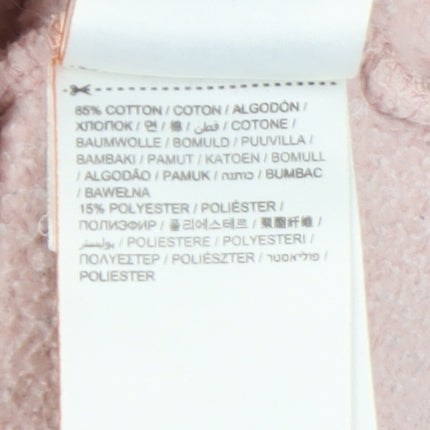 85% COTTON / COTON / ALGODÓN /
ХЛОПОК / 면 / 棉 / قطن / COTONE /
BAUMWOLLE / BOMULD / PUUVILLA /
BAMBAKI / PAMUT / KATOEN / BOMULL
/ ALGODÃO / PAMUK / כותנה / BUMBAC
/ BAWEŁNA
15% POLYESTER / POLIÉSTER /
ПОЛИЭФИР / 폴리에스테르 / 聚酯纤维 /
بوليستر / POLIESTERE / POLYESTERI /
ΠΟΛΥΕΣΤΕΡ / POLIÉSZTER / פוליאסטר /
POLIESTER